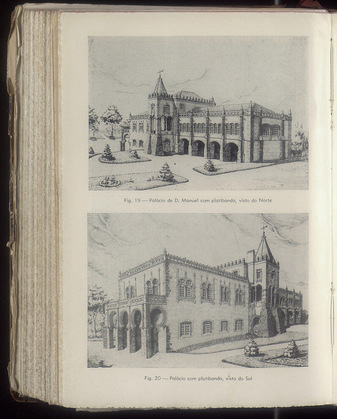 Fig. 19 — Palácio de D. Manuel com platibanda, visto do Norte
Fig. 20 — Palácio com platibanda, visto do Sul